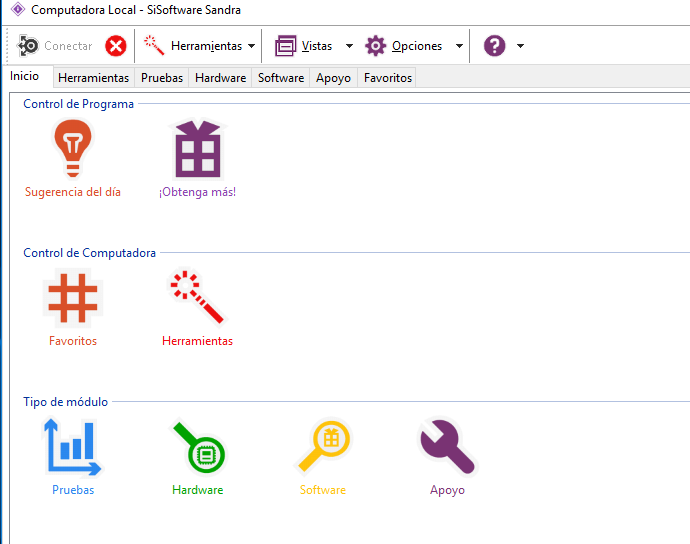 Computadora Local - SiSoftware Sandra
Conectar Herramientas Vistas Opciones ?
Inicio Herramientas Pruebas Hardware Software Apoyo Favoritos
Control de Programa
Sugerencia del día ¡Obtenga más!
Control de Computadora
Favoritos Herramientas
Tipo de módulo
Pruebas Hardware Software Apoyo